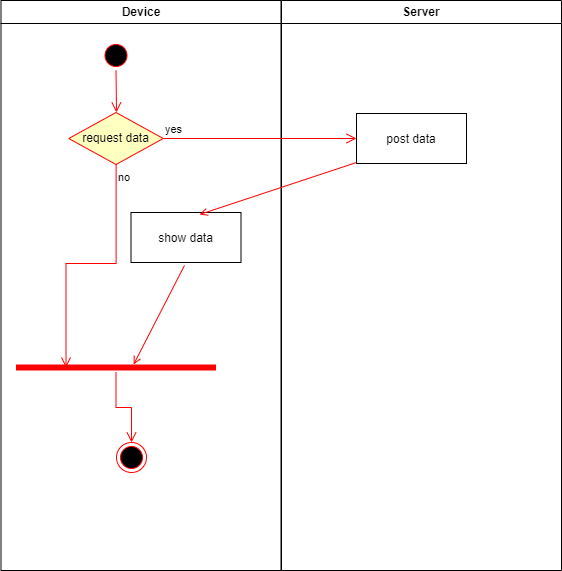 Device
Server
request data
yes
post data
no
show data